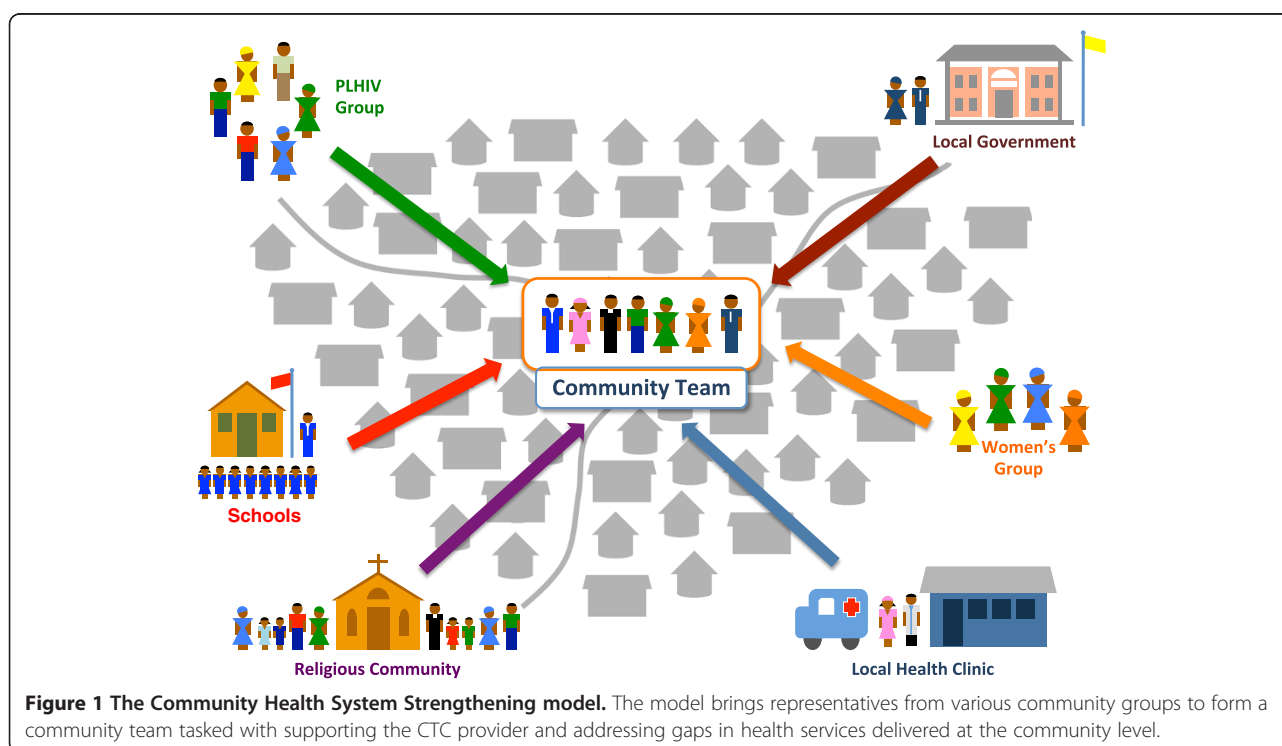 PLHIV
Group
Local Government
Community Team
Women's
Group
Schools
Religious Community
Local Health Clinic
Figure 1 The Community Health System Strengthening model. The model brings representatives from various community groups to form a
community team tasked with supporting the CTC provider and addressing gaps in health services delivered at the community level.